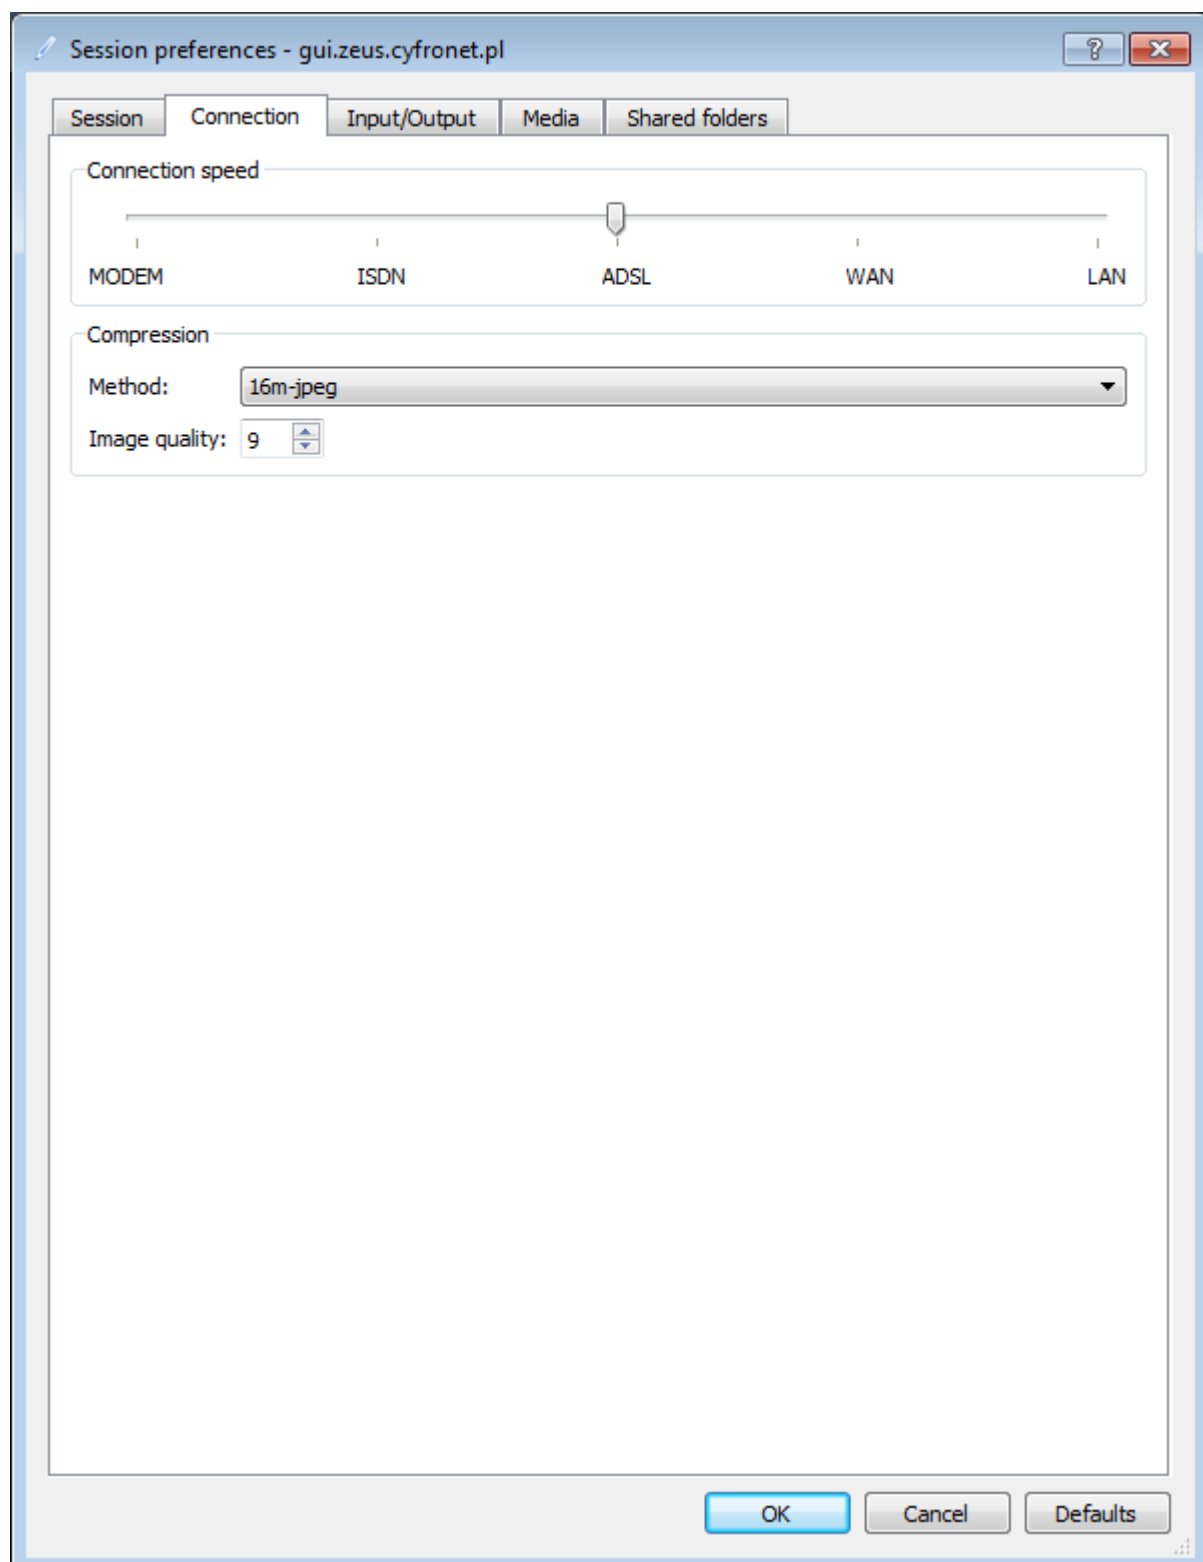 Session preferences - gui.zeus.cyfronet.pl
?
Session Connection Input/Output Media Shared folders
Connection speed
MODEM ISDN ADSL WAN LAN
Compression
Method: 16m-jpeg
Image quality: 9
OK Cancel Defaults